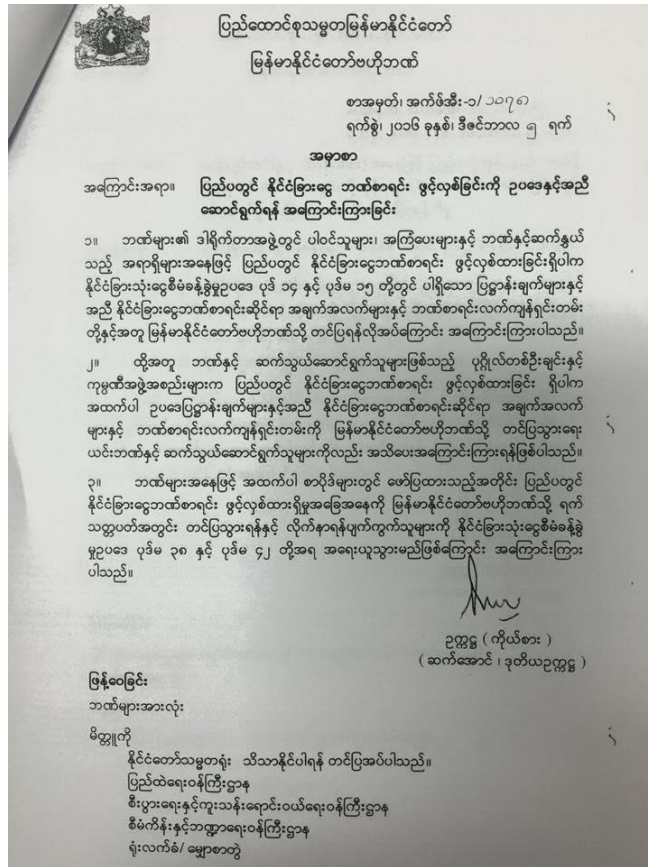 ပြည်ထောင်စုသမ္မတမြန်မာနိုင်ငံတော်
မြန်မာနိုင်ငံတော်ဗဟိုဘဏ်
စာအမှတ်၊ အက်ဖ်အီး-၁/
ရက်စွဲ၊ ၂၀၁၆ ခုနှစ်၊ ဒီဇင်ဘာလ ၅ ရက်
အမှာစာ
အကြောင်းအရာ။ ပြည်ပတွင် နိုင်ငံခြားငွေ ဘဏ်စာရင်း ဖွင့်လှစ်ခြင်းကို ဥပဒေနှင့်အညီ
ဆောင်ရွက်ရန် အကြောင်းကြားခြင်း
၁။ ဘဏ်များ၏ ဒါရိုက်တာအဖွဲ့တွင် ပါဝင်သူများ၊ အကြံပေးများနှင့် ဘဏ်နှင့်ဆက်နွှယ်
သည့် အရာရှိများအနေဖြင့် ပြည်ပတွင် နိုင်ငံခြားငွေဘဏ်စာရင်း ဖွင့်လှစ်ထားခြင်းရှိပါက
နိုင်ငံခြားသုံးငွေစီမံခန့်ခွဲမှုဥပဒေ ပုဒ် ၁၄ နှင့် ပုဒ်မ ၁၅ တို့တွင် ပါရှိသော ပြဋ္ဌာန်းချက်များနှင့်
အညီ နိုင်ငံခြားငွေဘဏ်စာရင်းဆိုင်ရာ အချက်အလက်များနှင့် ဘဏ်စာရင်းလက်ကျန်ရှင်းတမ်း
တို့နှင့်အတူ မြန်မာနိုင်ငံတော်ဗဟိုဘဏ်သို့ တင်ပြရန်လိုအပ်ကြောင်း အကြောင်းကြားပါသည်။
၂။ ထို့အတူ ဘဏ်နှင့် ဆက်သွယ်ဆောင်ရွက်သူများဖြစ်သည့် ပုဂ္ဂိုလ်တစ်ဦးချင်းနှင့်
ကုမ္ပဏီအဖွဲ့အစည်းများက ပြည်ပတွင် နိုင်ငံခြားငွေဘဏ်စာရင်း ဖွင့်လှစ်ထားခြင်း ရှိပါက
အထက်ပါ ဥပဒေပြဋ္ဌာန်းချက်များနှင့်အညီ နိုင်ငံခြားငွေဘဏ်စာရင်းဆိုင်ရာ အချက်အလက်
များနှင့် ဘဏ်စာရင်းလက်ကျန်ရှင်းတမ်းကို မြန်မာနိုင်ငံတော်ဗဟိုဘဏ်သို့ တင်ပြသွားရေး
ယင်းဘဏ်နှင့် ဆက်သွယ်ဆောင်ရွက်သူများကိုလည်း အသိပေးအကြောင်းကြားရန်ဖြစ်ပါသည်။
၃။ ဘဏ်များအနေဖြင့် အထက်ပါ စာပိုဒ်များတွင် ဖော်ပြထားသည့်အတိုင်း ပြည်ပတွင်
နိုင်ငံခြားငွေဘဏ်စာရင်း ဖွင့်လှစ်ထားရှိမှုအခြေအနေကို မြန်မာနိုင်ငံတော်ဗဟိုဘဏ်သို့ ရက်
သတ္တပတ်အတွင်း တင်ပြသွားရန်နှင့် လိုက်နာရန်ပျက်ကွက်သူများကို နိုင်ငံခြားသုံးငွေစီမံခန့်ခွဲ
မှုဥပဒေ ပုဒ်မ ၃၈ နှင့် ပုဒ်မ ၄၂ တို့အရ အရေးယူသွားမည်ဖြစ်ကြောင်း အကြောင်းကြား
ပါသည်။
ဥက္ကဋ္ဌ ( ကိုယ်စား )
( ဆက်အောင် ၊ ဒုတိယဥက္ကဋ္ဌ )
ဖြန့်ဝေခြင်း
ဘဏ်များအားလုံး
မိတ္တူကို
နိုင်ငံတော်သမ္မတရုံး သိသာနိုင်ပါရန် တင်ပြအပ်ပါသည်။
ပြည်ထဲရေးဝန်ကြီးဌာန
စီးပွားရေးနှင့်ကူးသန်းရောင်းဝယ်ရေးဝန်ကြီးဌာန
စီမံကိန်းနှင့်ဘဏ္ဍာရေးဝန်ကြီးဌာန
ရုံးလက်ခံ/ မျှောစာတွဲ